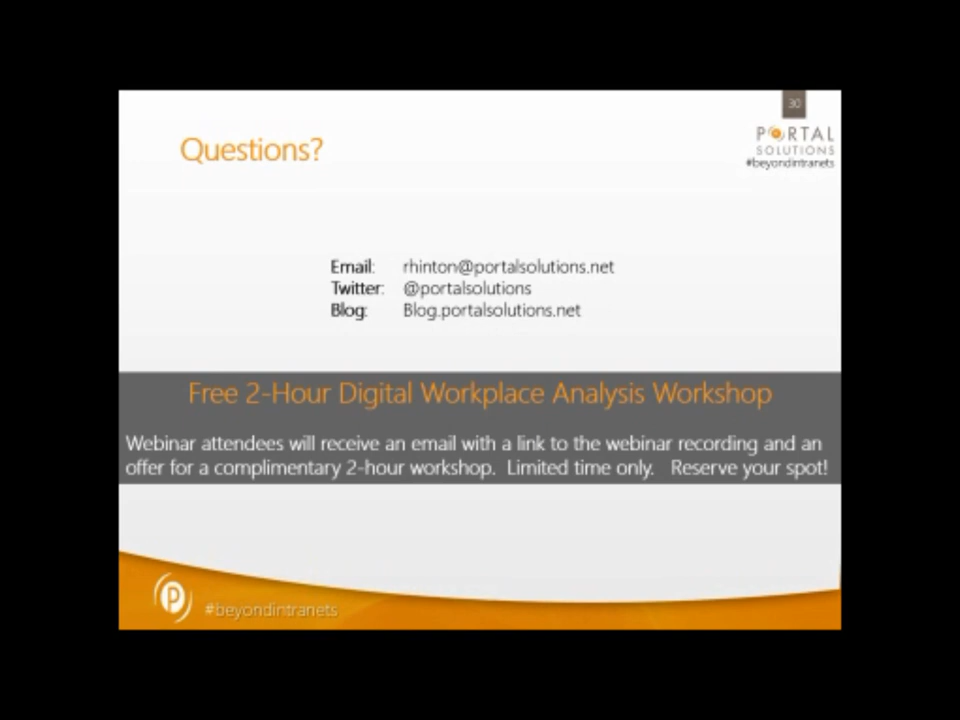 30
PORTAL
SOLUTIONS
#beyondintranets
Questions?
Email: rhinton@portalsolutions.net
Twitter: @portalsolutions
Blog: Blog.portalsolutions.net
Free 2-Hour Digital Workplace Analysis Workshop
Webinar attendees will receive an email with a link to the webinar recording and an
offer for a complimentary 2-hour workshop. Limited time only. Reserve your spot!
P
#beyondintranets